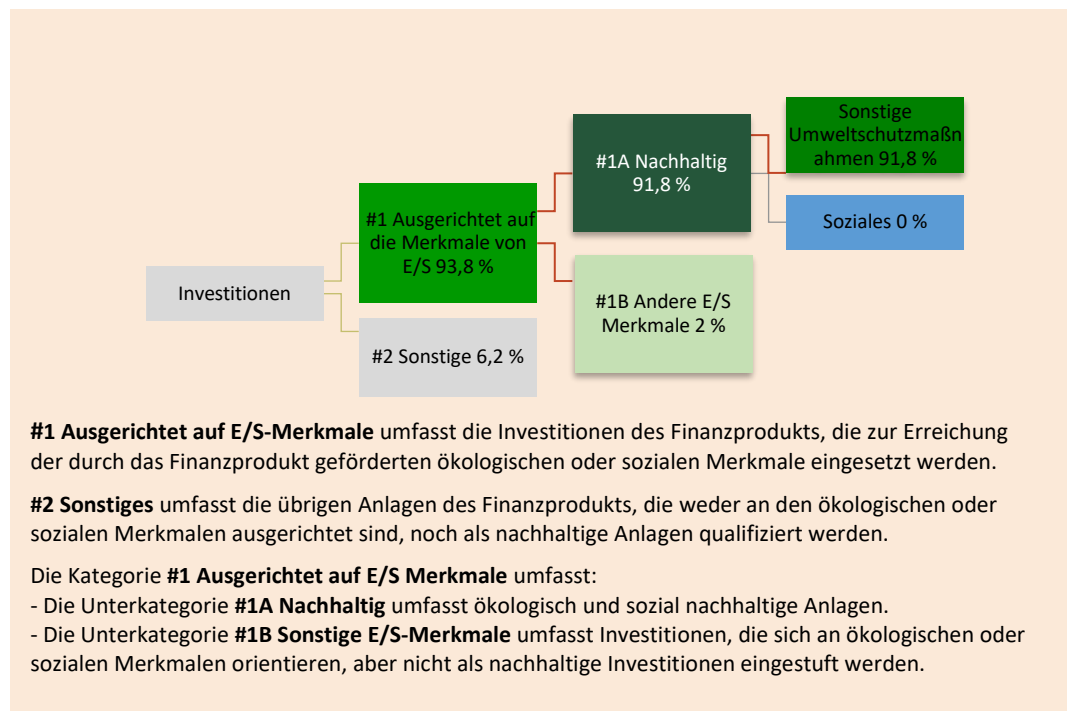 Investitionen
#1 Ausgerichtet auf
die Merkmale von
E/S 93,8 %
#2 Sonstige 6,2 %
#1A Nachhaltig
91,8 %
#1B Andere E/S
Merkmale 2 %
Sonstige
Umweltschutzmaßn
ahmen 91,8 %
Soziales 0 %
#1 Ausgerichtet auf E/S-Merkmale umfasst die Investitionen des Finanzprodukts, die zur Erreichung
der durch das Finanzprodukt geförderten ökologischen oder sozialen Merkmale eingesetzt werden.
#2 Sonstiges umfasst die übrigen Anlagen des Finanzprodukts, die weder an den ökologischen oder
sozialen Merkmalen ausgerichtet sind, noch als nachhaltige Anlagen qualifiziert werden.
Die Kategorie #1 Ausgerichtet auf E/S Merkmale umfasst:
- Die Unterkategorie #1A Nachhaltig umfasst ökologisch und sozial nachhaltige Anlagen.
- Die Unterkategorie #1B Sonstige E/S-Merkmale umfasst Investitionen, die sich an ökologischen oder
sozialen Merkmalen orientieren, aber nicht als nachhaltige Investitionen eingestuft werden.